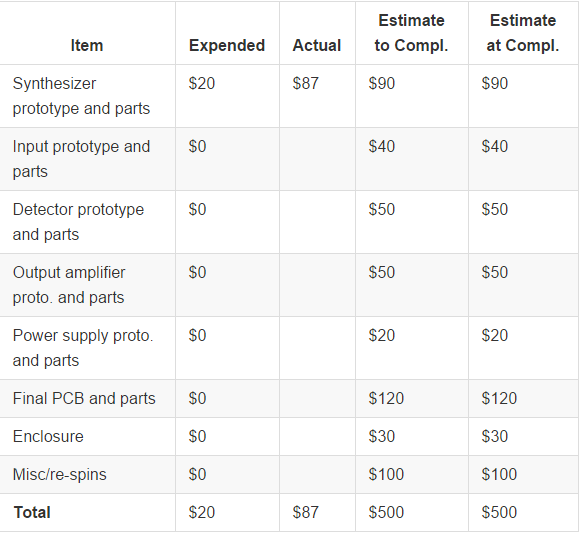 Item Expended Actual Estimate to Compl. Estimate at Compl.
Synthesizer prototype and parts $20 $87 $90 $90
Input prototype and parts $0 $40 $40
Detector prototype and parts $0 $50 $50
Output amplifier proto. and parts $0 $50 $50
Power supply proto. and parts $0 $20 $20
Final PCB and parts $0 $120 $120
Enclosure $0 $30 $30
Misc/re-spins $0 $100 $100
Total $20 $87 $500 $500